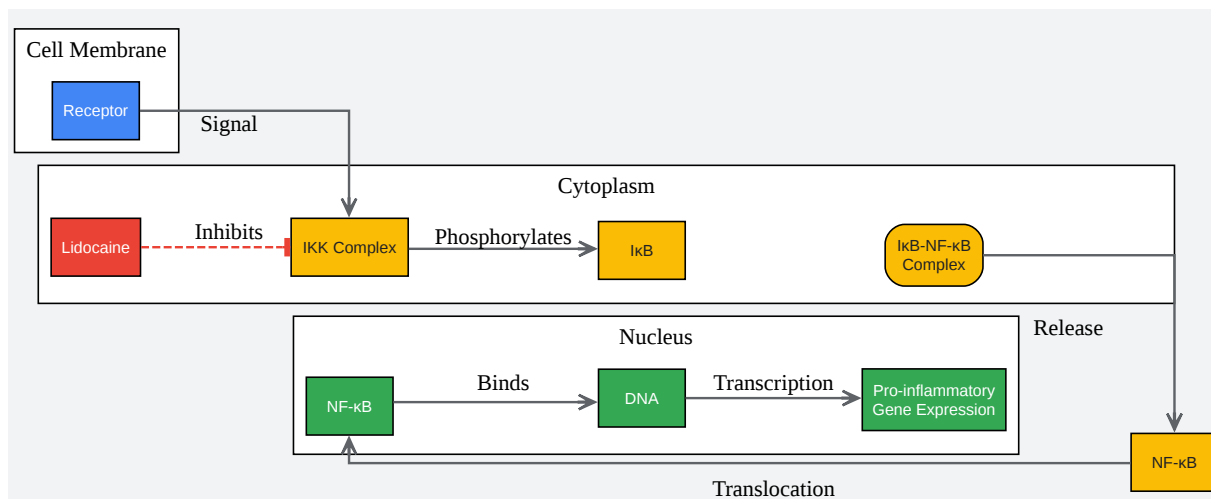 Cell Membrane
Receptor
Signal
Cytoplasm
Lidocaine
Inhibits
IKK Complex
Phosphorylates
IκB
IκB-NF-κB
Complex
Release
Nucleus
NF-κB
Binds
DNA
Transcription
Pro-inflammatory
Gene Expression
NF-κB
Translocation